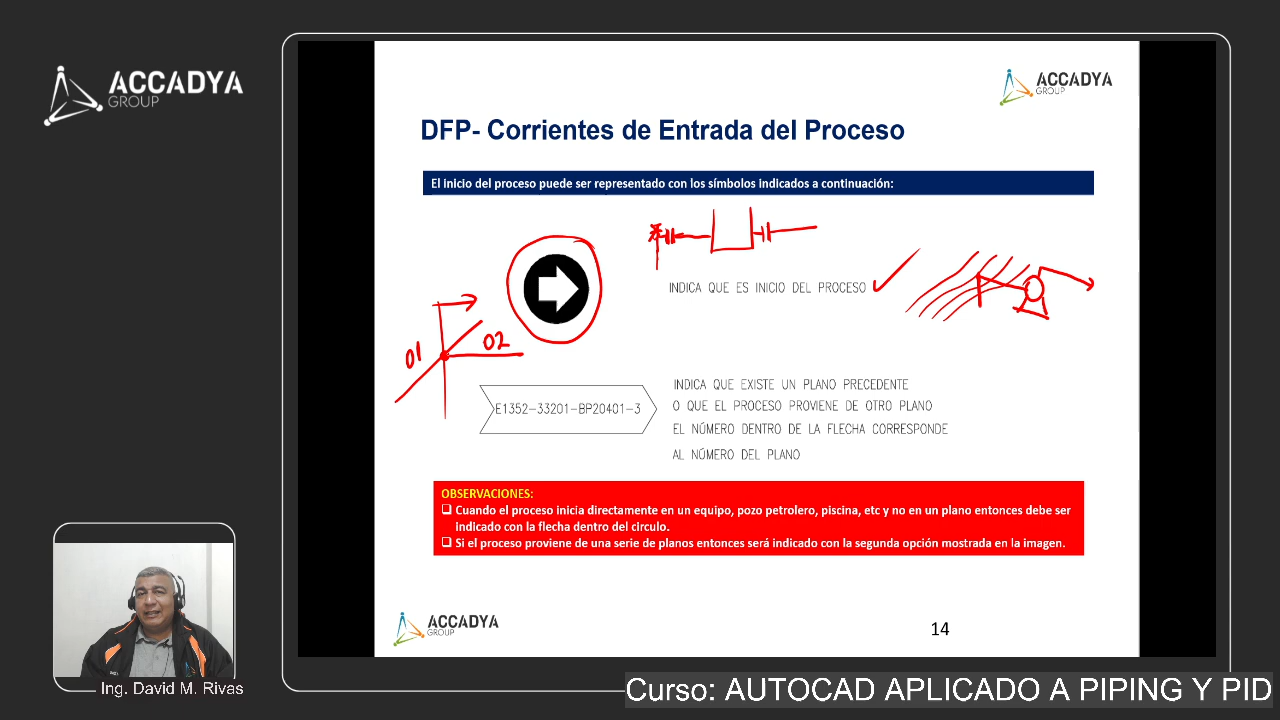 ACCADYA
GROUP
ACCADYA
GROUP
DFP- Corrientes de Entrada del Proceso
El inicio del proceso puede ser representado con los símbolos indicados a continuación:
INDICA QUE ES INICIO DEL PROCESO
01
02
E1352-33201-BP20401-3
INDICA QUE EXISTE UN PLANO PRECEDENTE
O QUE EL PROCESO PROVIENE DE OTRO PLANO
EL NÚMERO DENTRO DE LA FLECHA CORRESPONDE
AL NÚMERO DEL PLANO
OBSERVACIONES:
❑ Cuando el proceso inicia directamente en un equipo, pozo petrolero, piscina, etc y no en un plano entonces debe ser
indicado con la flecha dentro del circulo.
❑ Si el proceso proviene de una serie de planos entonces será indicado con la segunda opción mostrada en la imagen.
ACCADYA
GROUP
14
Ing. David M. Rivas
Curso: AUTOCAD APLICADO A PIPING Y PID